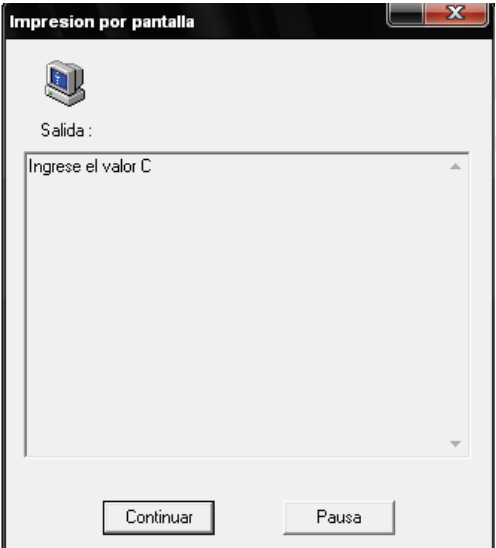 Impresion por pantalla
Salida :
Ingrese el valor C
Continuar
Pausa